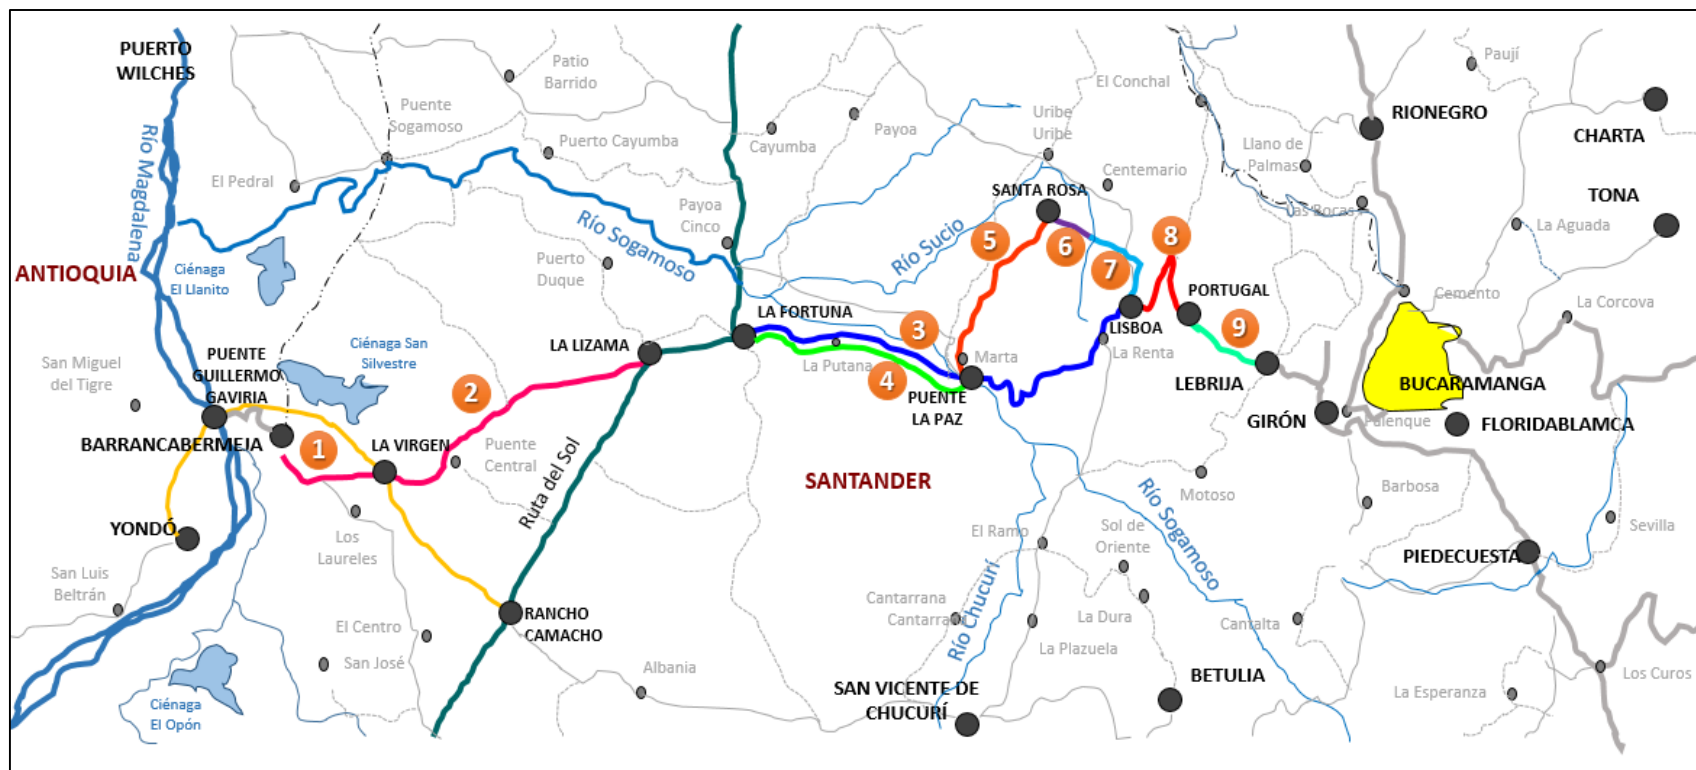 PUERTO
WILCHES
Patio
Barrido
Puente
Sogamoso
Puerto Cayumba
El Pedral
Río Magdalena
ANTIOQUIA
Ciénaga
El Llanito
Cayumba
Payoa
Payoa
Cinco
Río Sogamoso
Puerto
Duque
Río Sucio
Uribe
Uribe
El Conchal
Centemario
SANTA ROSA
Llano de
Palmas
Las Bocas
Paují
RIONEGRO
CHARTA
TONA
La Aguada
La Corcova
Cemento
5
6
7
8
PORTUGAL
9
LISBOA
La Renta
LEBRIJA
LA FORTUNA
3
La Putana
4
Marta
PUENTE
LA PAZ
LA LIZAMA
Ciénaga San
Silvestre
San Miguel
del Tigre
PUENTE
GUILLERMO
GAVIRIA
BARRANCABERMEJA
1
LA VIRGEN
2
Puente
Central
Ruta del Sol
SANTANDER
GIRÓN
Palenque
BUCARAMANGA
FLORIDABLAMCA
Motoso
Barbosa
Río Sogamoso
YONDÓ
San Luis
Beltrán
Los
Laureles
El Centro
San José
RANCHO
CAMACHO
Albania
Ciénaga
El Opón
El Ramo
Sol de
Oriente
Cantarrana
Cantarrana
Río Chucurí
La Dura
La Plazuela
Cantalta
BETULIA
SAN VICENTE DE
CHUCURÍ
PIEDECUESTA
Sevilla
La Esperanza
Los Curos